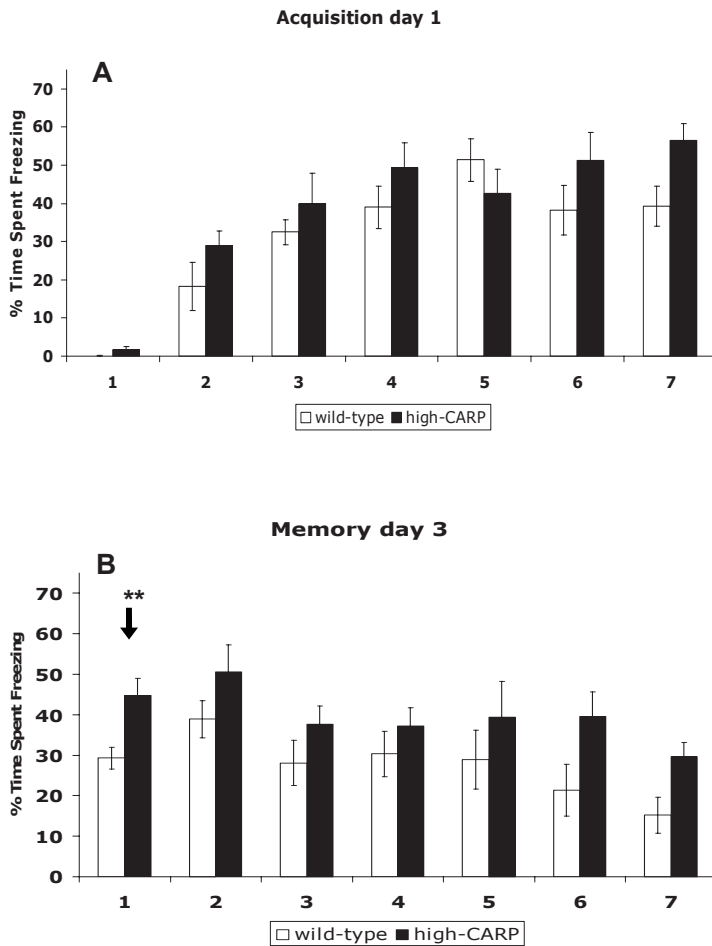 Acquisition day 1
A
% Time Spent Freezing
70
60
50
40
30
20
10
0
1 2 3 4 5 6 7
□ wild-type ■ high-CARP
Memory day 3
B
**
% Time Spent Freezing
70
60
50
40
30
20
10
0
1 2 3 4 5 6 7
□ wild-type ■ high-CARP